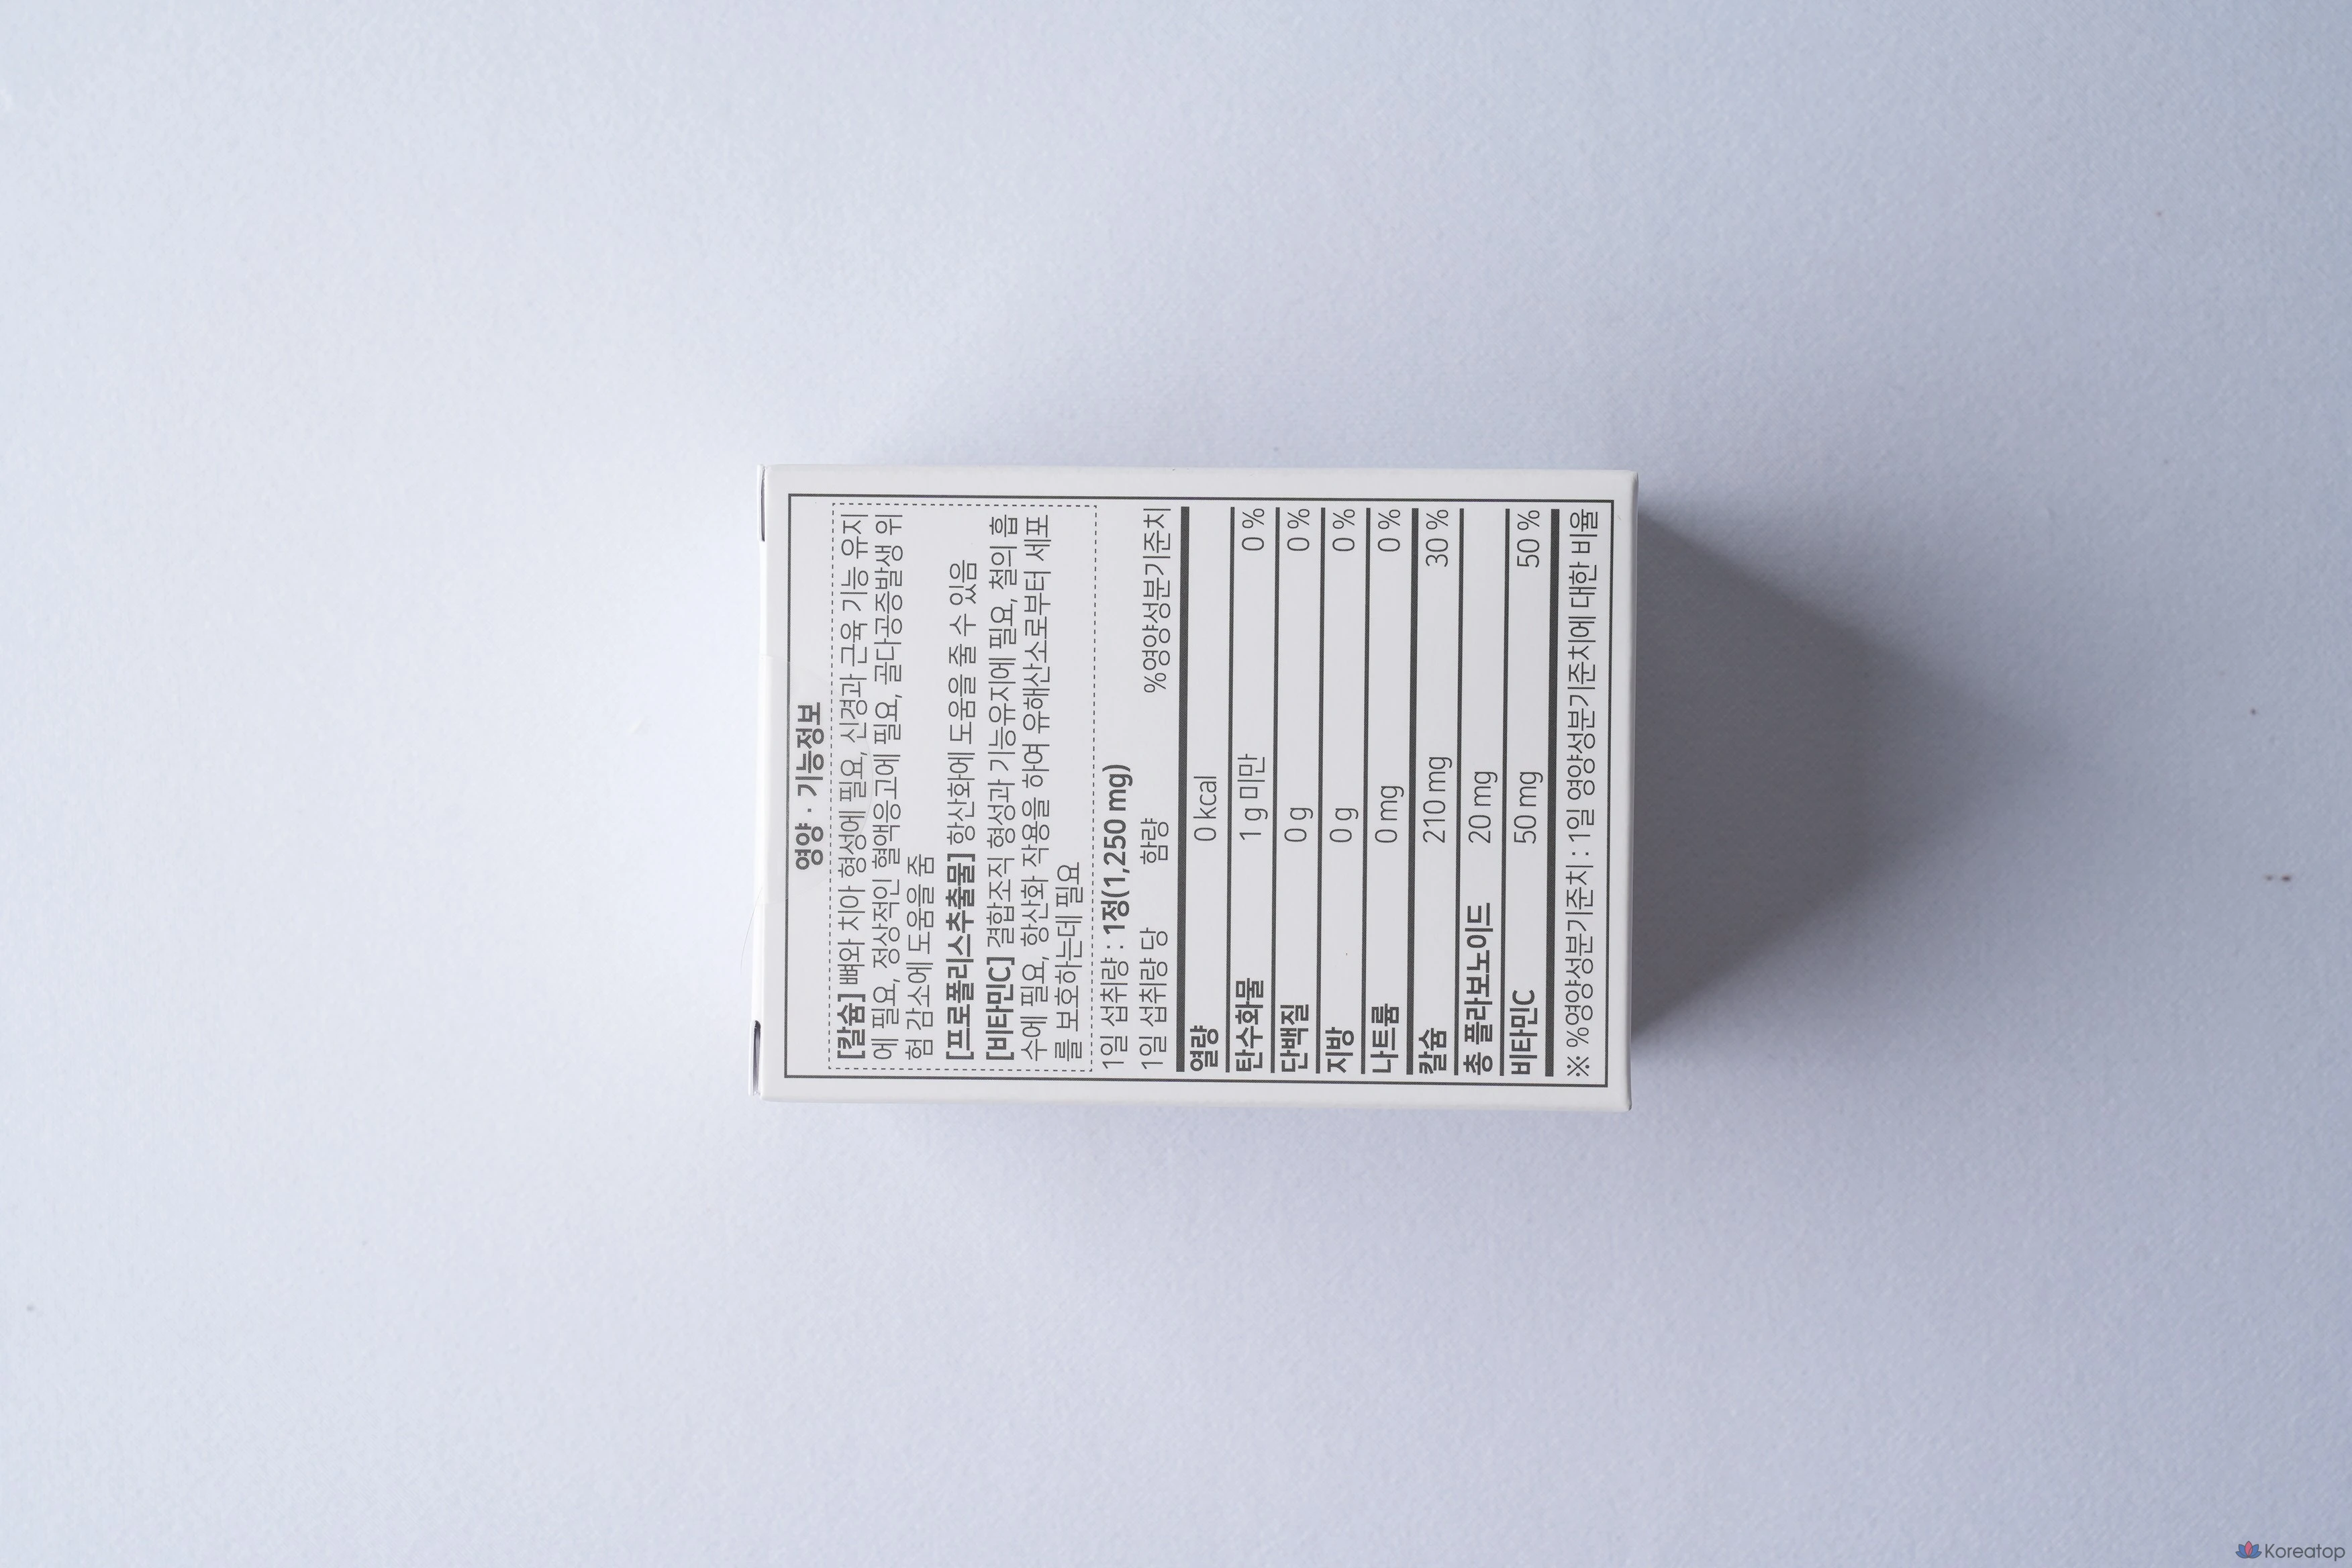 영양 · 기능정보
[칼슘] 뼈와 치아 형성에 필요, 신경과 근육 기능 유지
에 필요, 정상적인 혈액응고에 필요, 골다공증발생 위
험 감소에 도움을 줌
[프로폴리스추출물] 항산화에 도움을 줄 수 있음
[비타민C] 결합조직 형성과 기능유지에 필요, 철의 흡
수에 필요, 항산화 작용을 하여 유해산소로부터 세포
를 보호하는데 필요
1일 섭취량 : 1정(1,250 mg)
1일 섭취량 당 함량 %영양성분기준치
열량 0 kcal
탄수화물 1 g 미만 0 %
단백질 0 g 0 %
지방 0 g 0 %
나트륨 0 mg 0 %
칼슘 210 mg 30 %
총 플라보노이드 20 mg
비타민C 50 mg 50 %
※ %영양성분기준치 : 1일 영양성분기준치에 대한 비율
Koreatop